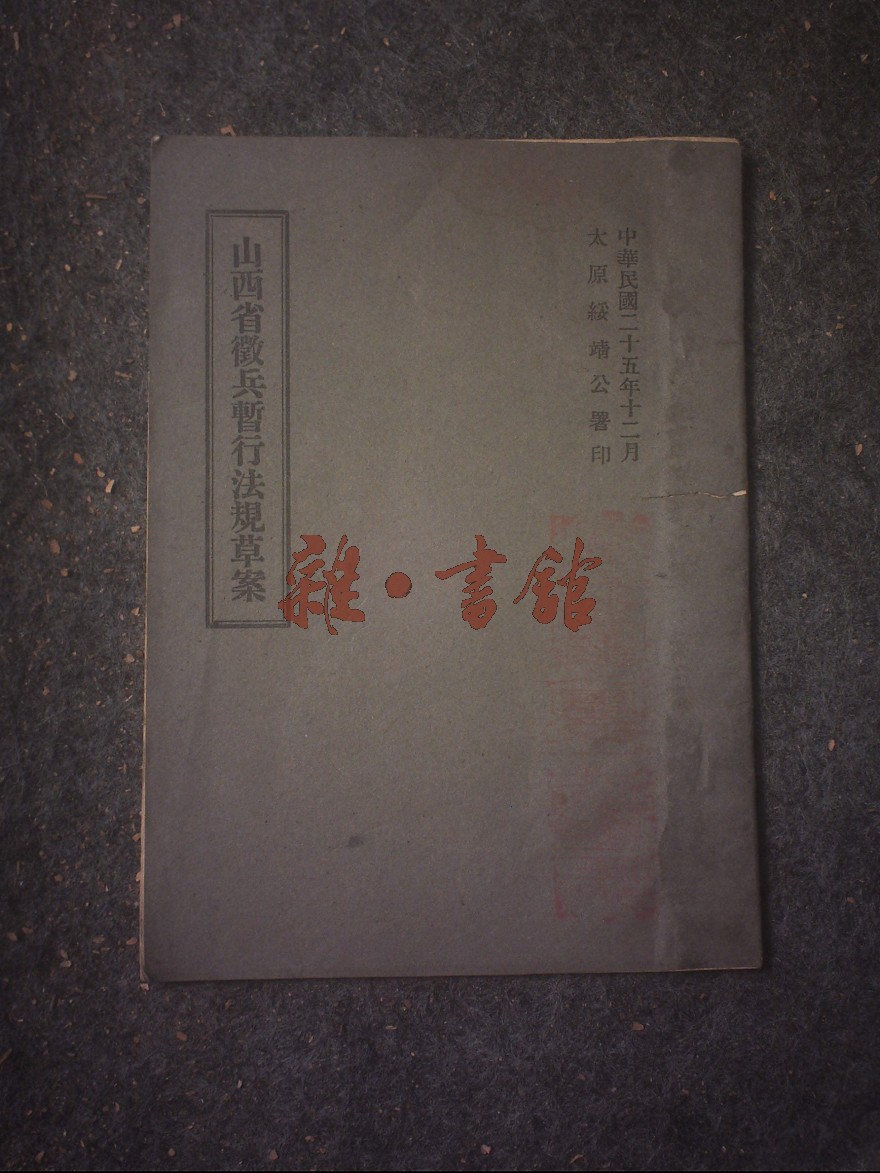 中華民國二十五年十二月
太原綏靖公署印
山西省徵兵暫行法規草案
雜·書館